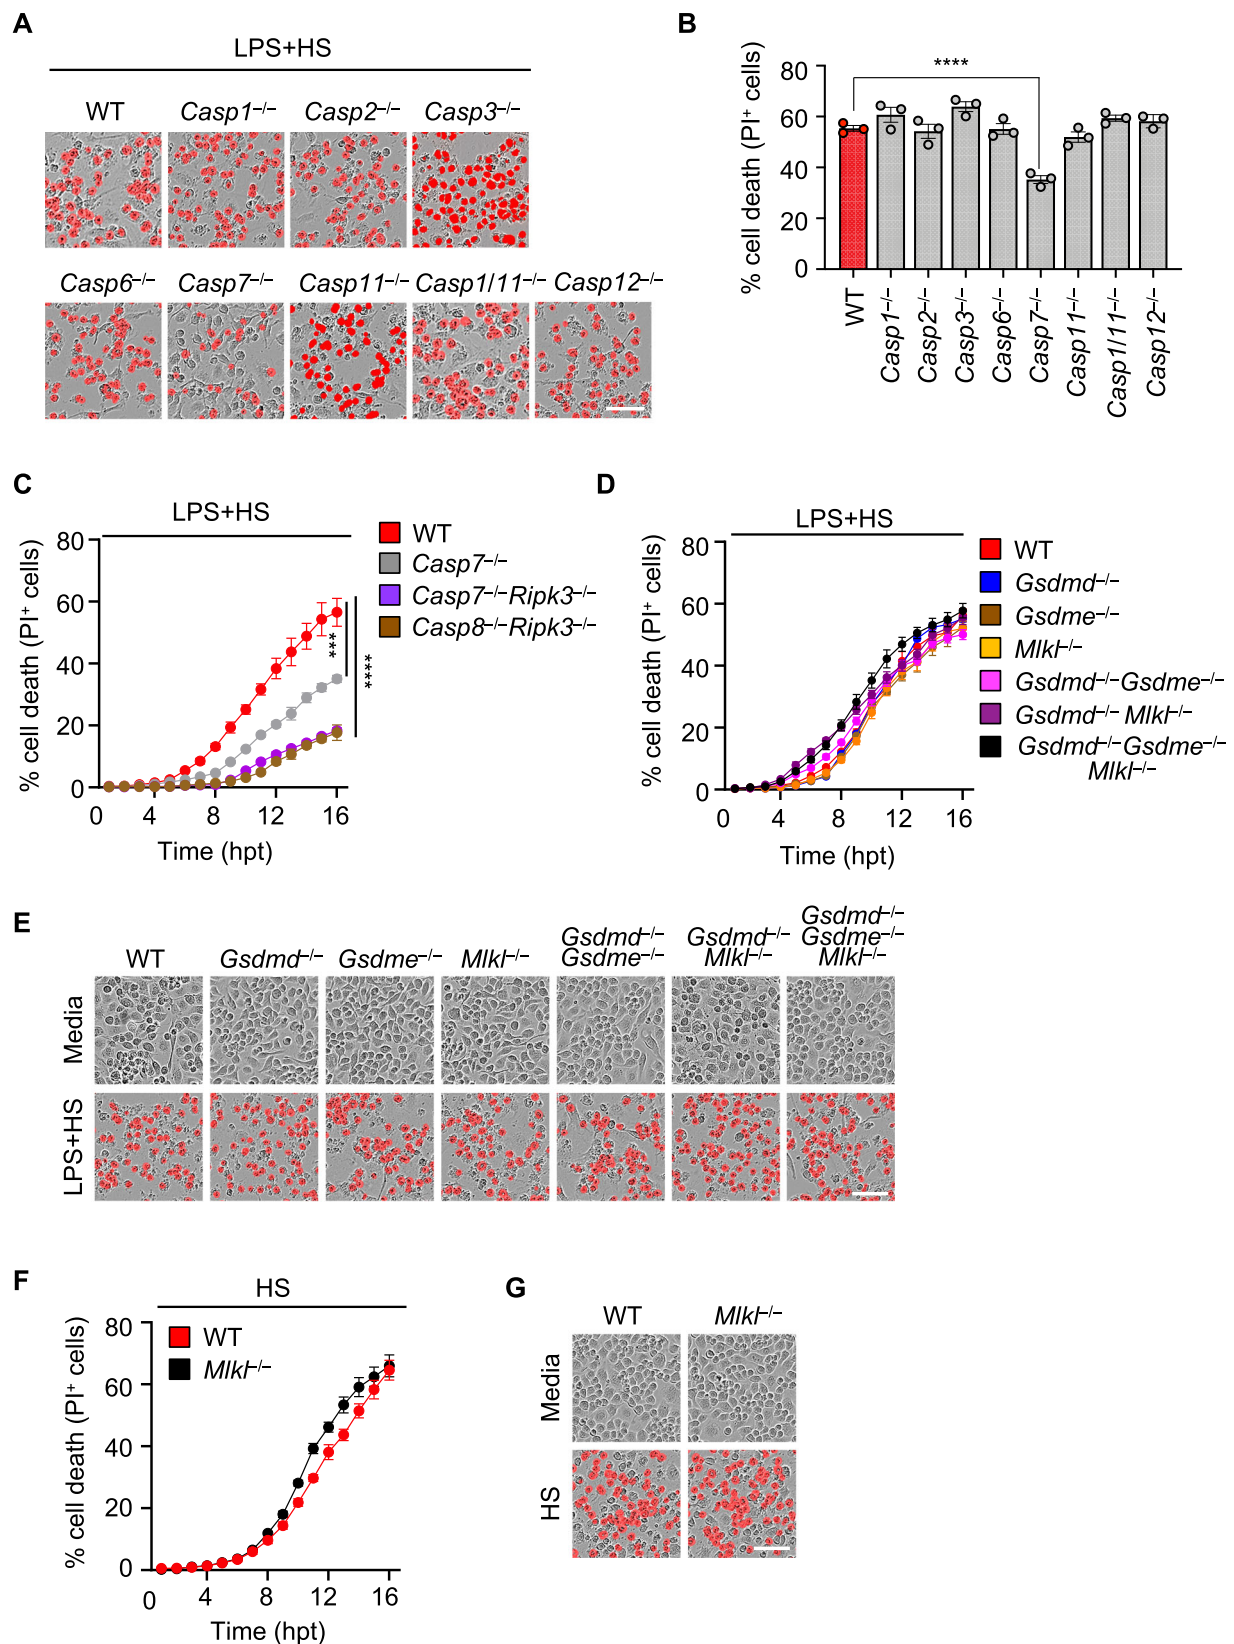 A
LPS+HS
WT Casp1–/– Casp2–/– Casp3–/–
Casp6–/– Casp7–/– Casp11–/– Casp1/11–/– Casp12–/–
B
% cell death (PI+ cells)
80
60
40
20
0
****
WT
Casp1–/–
Casp2–/–
Casp3–/–
Casp6–/–
Casp7–/–
Casp11–/–
Casp1/11–/–
Casp12–/–
C
LPS+HS
% cell death (PI+ cells)
80
60
40
20
0
0 4 8 12 16
Time (hpt)
***
****
WT
Casp7–/–
Casp7–/–Ripk3–/–
Casp8–/–Ripk3–/–
D
LPS+HS
% cell death (PI+ cells)
80
60
40
20
0
0 4 8 12 16
Time (hpt)
WT
Gsdmd–/–
Gsdme–/–
Mlkl–/–
Gsdmd–/–Gsdme–/–
Gsdmd–/–Mlkl–/–
Gsdmd–/–Gsdme–/–
Mlkl–/–
E
WT Gsdmd–/– Gsdme–/– Mlkl–/–
Gsdmd–/–
Gsdme–/–
Gsdmd–/–
Mlkl–/–
Gsdmd–/–
Gsdme–/–
Mlkl–/–
Media
LPS+HS
F
HS
% cell death (PI+ cells)
80
60
40
20
0
0 4 8 12 16
Time (hpt)
WT
Mlkl–/–
G
WT Mlkl–/–
Media
HS